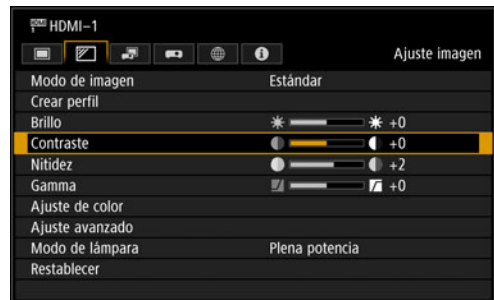 HDMI HDMI-1
Ajuste imagen
Modo de imagen Estándar
Crear perfil
Brillo +0
Contraste +0
Nitidez +2
Gamma +0
Ajuste de color
Ajuste avanzado
Modo de lámpara Plena potencia
Restablecer